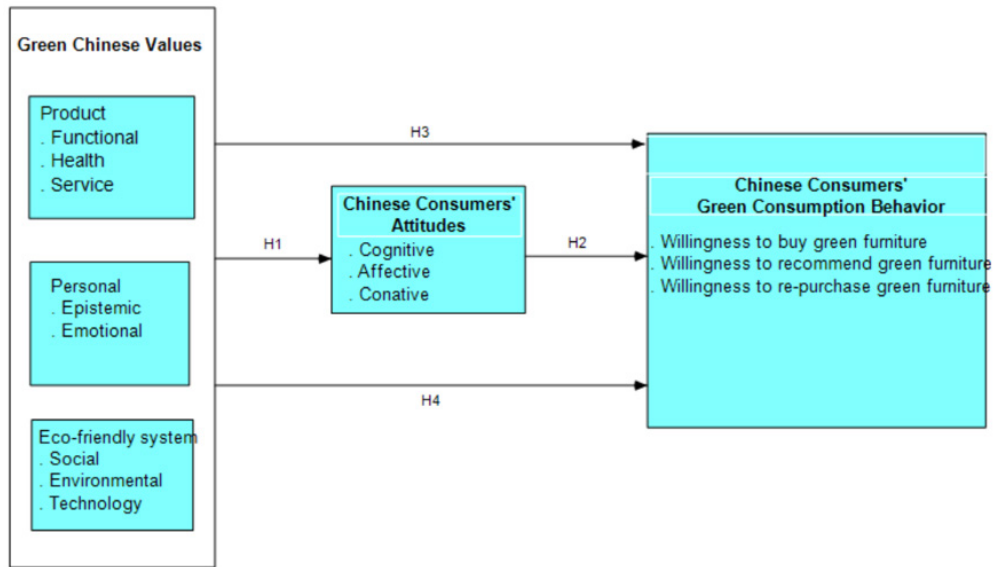 Green Chinese Values
Product
. Functional
. Health
. Service
Personal
. Epistemic
. Emotional
Eco-friendly system
. Social
. Environmental
. Technology
H3
H1
Chinese Consumers'
Attitudes
. Cognitive
. Affective
. Conative
H2
H4
Chinese Consumers'
Green Consumption Behavior
. Willingness to buy green furniture
. Willingness to recommend green furniture
. Willingness to re-purchase green furniture